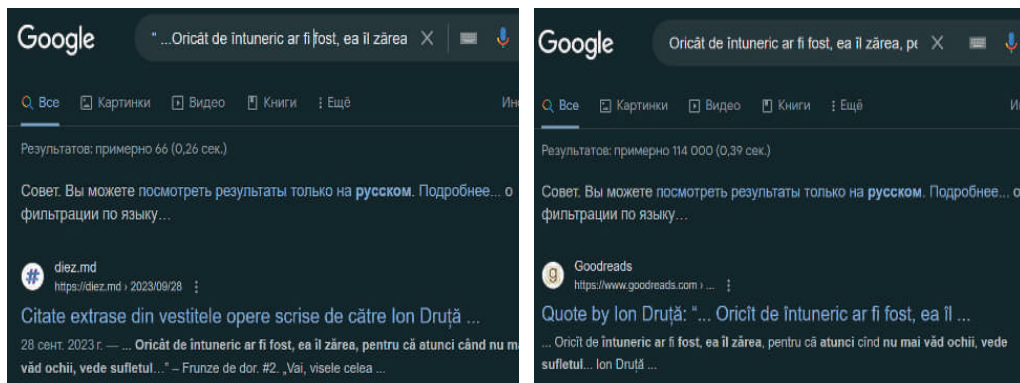 Google
“ ...Oricât de întuneric ar fi fost, ea îl zărea
Все Картинки Видео Книги Ещё
Результатов: примерно 66 (0,26 сек.)
Совет. Вы можете посмотреть результаты только на русском. Подробнее... о
фильтрации по языку…
#
diez.md
https://diez.md › 2023/09/28
Citate extrase din vestitele opere scrise de către Ion Druță ...
28 сент. 2023 г. — ... Oricât de întuneric ar fi fost, ea îl zărea, pentru că atunci când nu
văd ochii, vede sufletul...” – Frunze de dor. #2. „Vai, visele celea ...
Google
Oricât de întuneric ar fi fost, ea îl zărea,
Все Картинки Видео Книги Ещё
Результатов: примерно 114 000 (0,39 сек.)
Совет. Вы можете посмотреть результаты только на русском. Подробнее... о
фильтрации по языку…
g
Goodreads
https://www.goodreads.com › ...
Quote by Ion Druță: “... Oricît de întuneric ar fi fost, ea îl ...
... Oricît de întuneric ar fi fost, ea îl zărea, pentru că atunci cînd nu mai văd ochii, vede
sufletul... Ion Druță ...